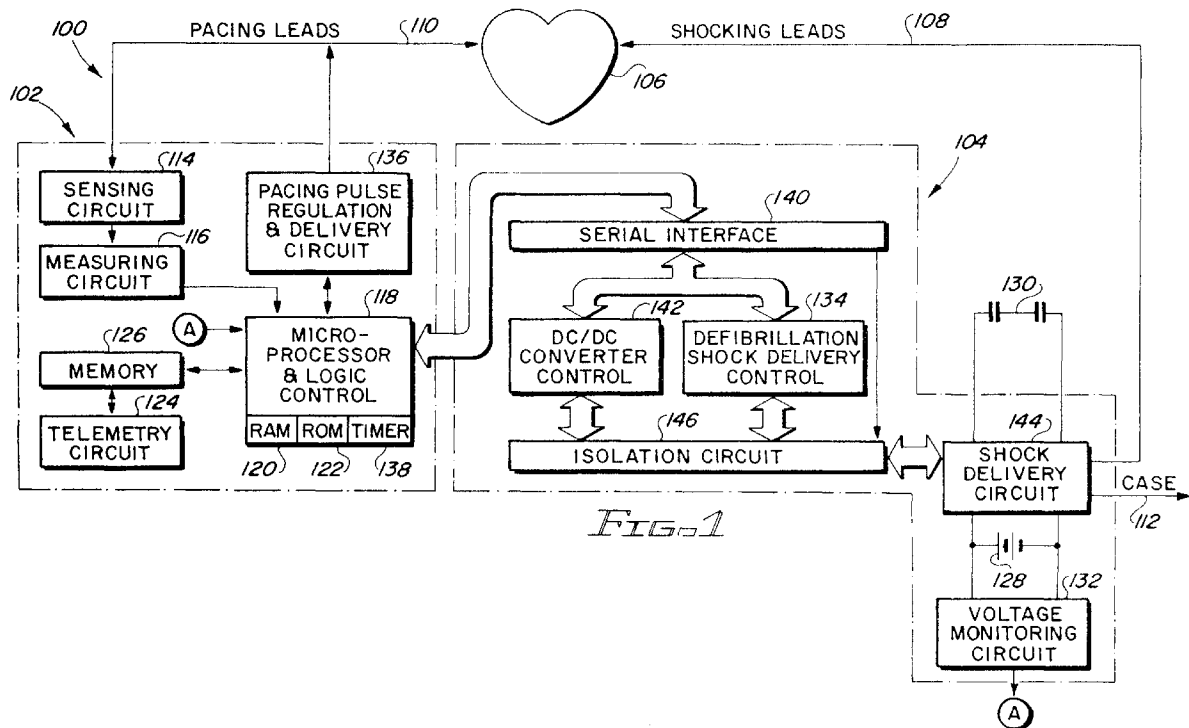 PACING LEADS
110
SHOCKING LEADS
108
100
106
102
104
114
SENSING
CIRCUIT
136
PACING PULSE
REGULATION
& DELIVERY
CIRCUIT
116
MEASURING
CIRCUIT
140
SERIAL INTERFACE
118
A
MICRO-
PROCESSOR
& LOGIC
CONTROL
142
DC/DC
CONVERTER
CONTROL
134
DEFIBRILLATION
SHOCK DELIVERY
CONTROL
130
126
MEMORY
124
TELEMETRY
CIRCUIT
RAM
ROM
TIMER
120
122
138
146
ISOLATION CIRCUIT
144
SHOCK
DELIVERY
CIRCUIT
CASE
112
FIG-1
128
132
VOLTAGE
MONITORING
CIRCUIT
A